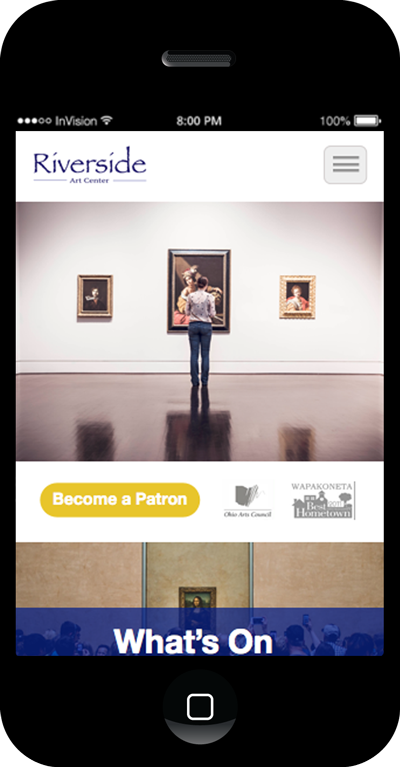 InVision
8:00 PM
100%
Riverside
Art Center
Become a Patron
Ohio Arts Council
WAPAKONETA
Best
Hometown
What's On